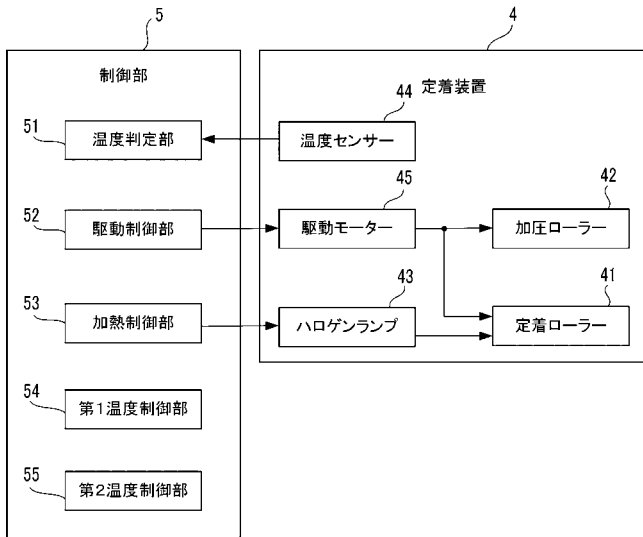 5
4
制御部
定着装置
44
51
温度判定部
温度センサー
45
42
52
駆動制御部
駆動モーター
加圧ローラー
43
41
53
加熱制御部
ハロゲンランプ
定着ローラー
54
第1温度制御部
55
第2温度制御部